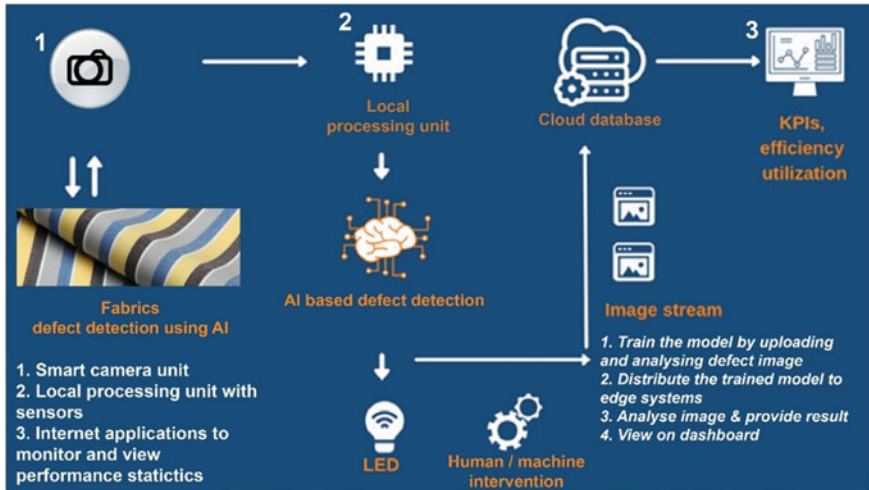 1
2
3
Local
processing unit
Cloud database
KPIs,
efficiency
utilization
AI based defect detection
Fabrics
defect detection using AI
Image stream
1. Smart camera unit
2. Local processing unit with
sensors
3. Internet applications to
monitor and view
performance statictics
LED
Human / machine
intervention
1. Train the model by uploading
and analysing defect image
2. Distribute the trained model to
edge systems
3. Analyse image & provide result
4. View on dashboard